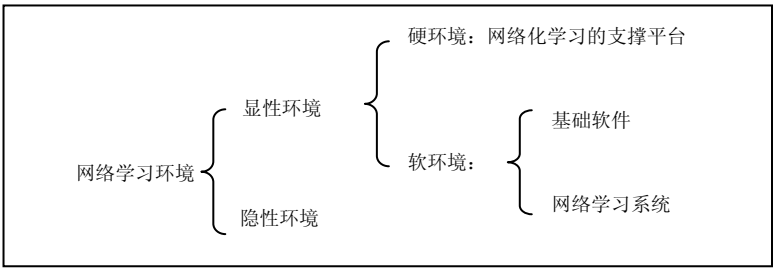 硬环境：网络化学习的支撑平台
显性环境
基础软件
软环境：
网络学习环境
网络学习系统
隐性环境